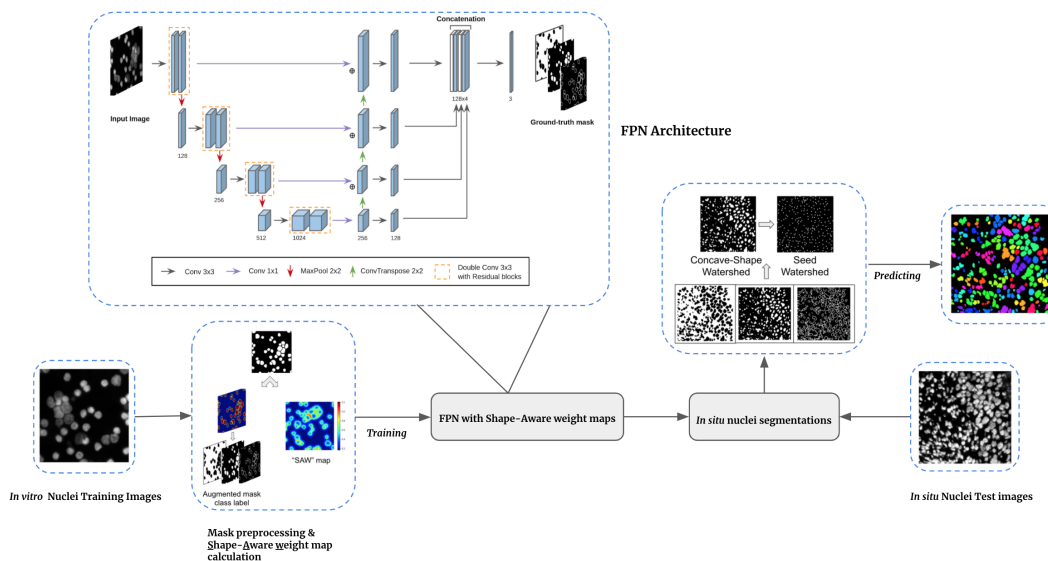 Concatenation
Input Image
128x4
3
Ground-truth mask
128
256
512
1024
256
128
Conv 3x3
Conv 1x1
MaxPool 2x2
ConvTranspose 2x2
Double Conv 3x3
with Residual blocks
FPN Architecture
Concave-Shape
Watershed
Seed
Watershed
Predicting
"SAW" map
Augmented mask
class label
Training
FPN with Shape-Aware weight maps
In situ nuclei segmentations
In vitro Nuclei Training Images
In situ Nuclei Test images
Mask preprocessing &
Shape-Aware weight map
calculation